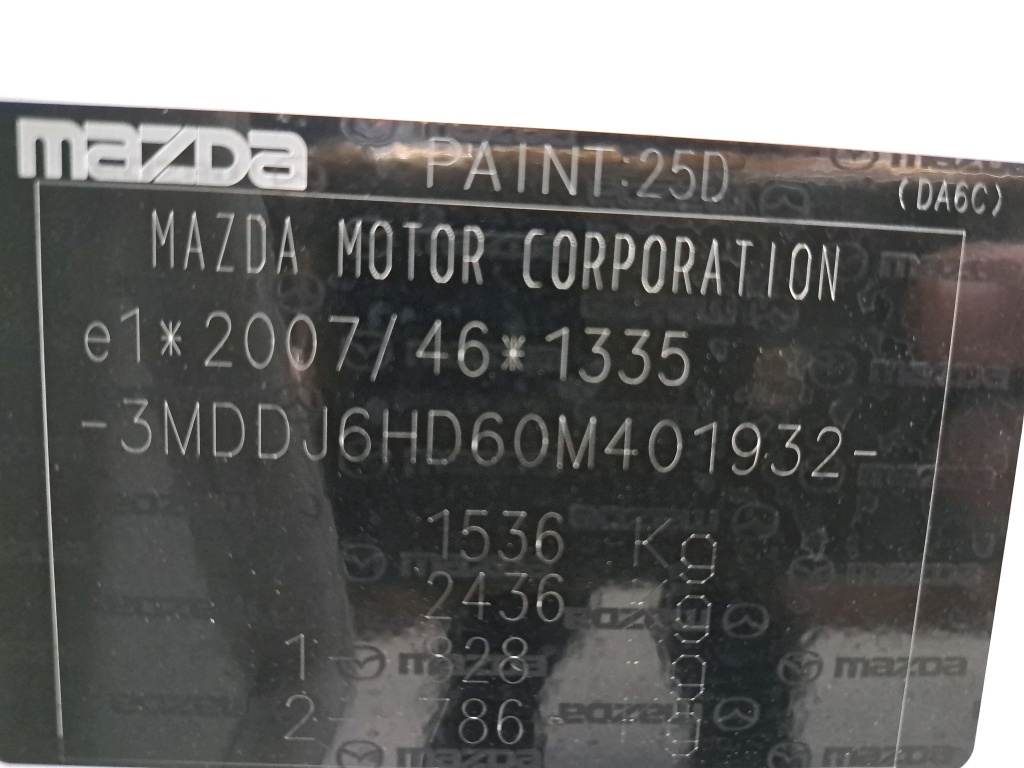 mazda PAINT:25D (DA6C)
MAZDA MOTOR CORPORATION
e1*2007/46*1335
-3MDDJ6HD60M401932-
1536 Kg
2436 Kg
1- 828 Kg
2- 786 Kg